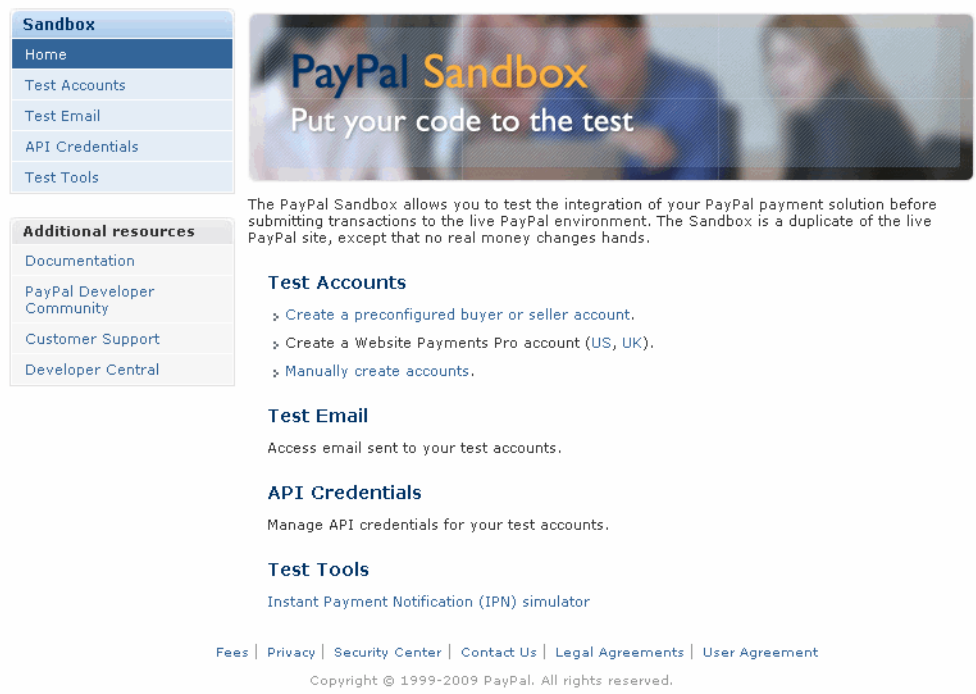 Sandbox
Home
Test Accounts
Test Email
API Credentials
Test Tools
Additional resources
Documentation
PayPal Developer
Community
Customer Support
Developer Central
PayPal Sandbox
Put your code to the test
The PayPal Sandbox allows you to test the integration of your PayPal payment solution before
submitting transactions to the live PayPal environment. The Sandbox is a duplicate of the live
PayPal site, except that no real money changes hands.
Test Accounts
Create a preconfigured buyer or seller account.
Create a Website Payments Pro account (US, UK).
Manually create accounts.
Test Email
Access email sent to your test accounts.
API Credentials
Manage API credentials for your test accounts.
Test Tools
Instant Payment Notification (IPN) simulator
Fees | Privacy | Security Center | Contact Us | Legal Agreements | User Agreement
Copyright © 1999-2009 PayPal. All rights reserved.